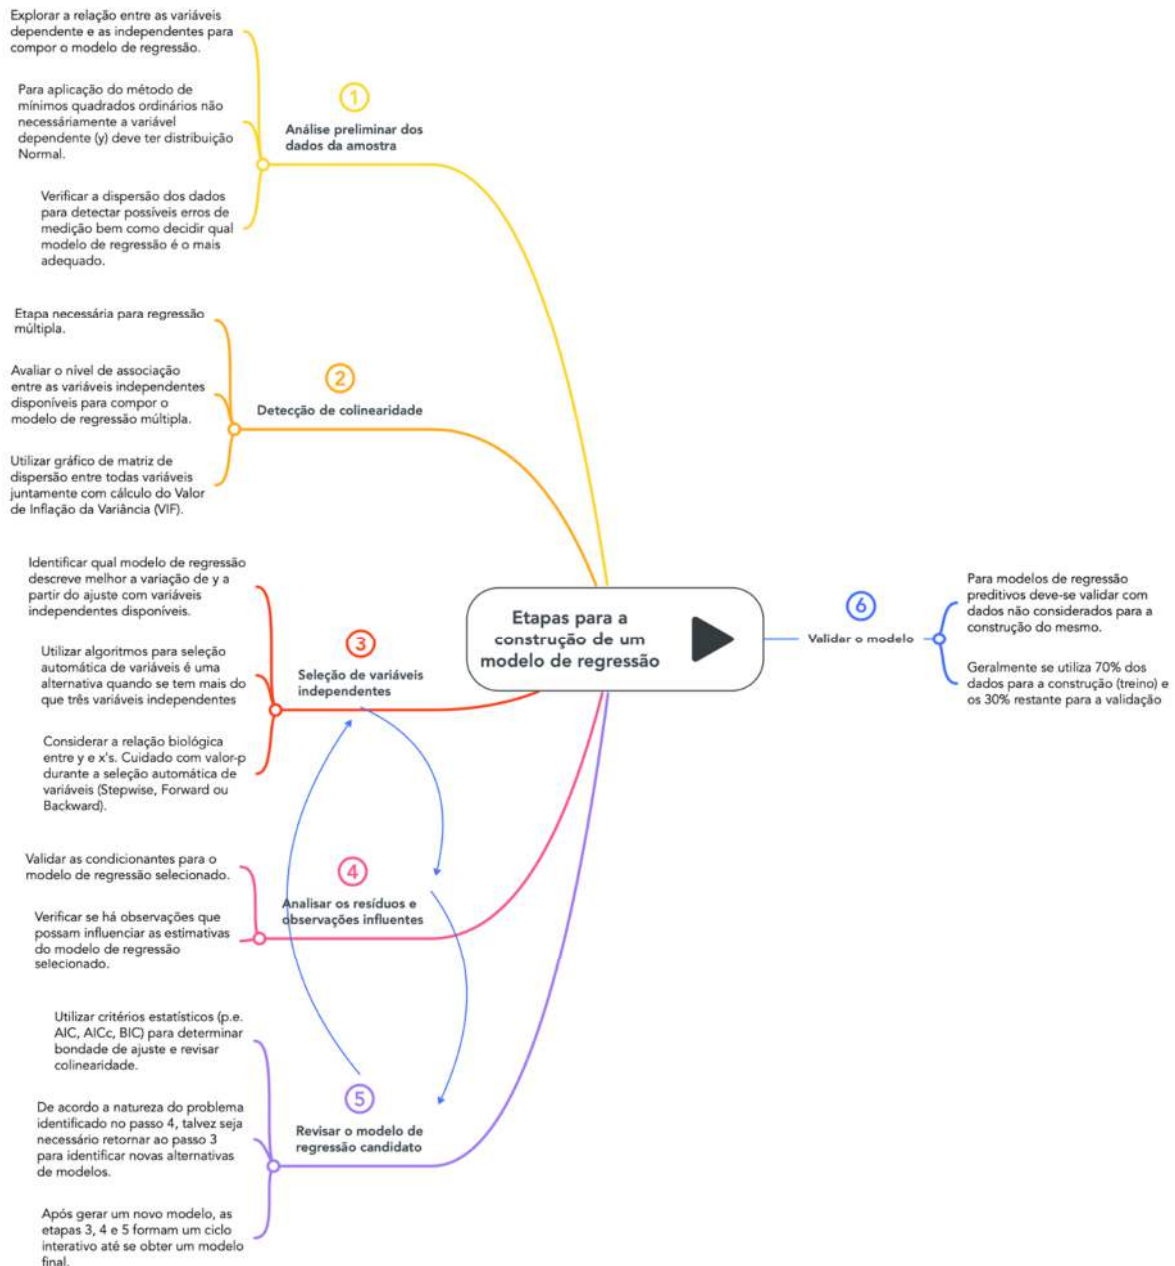 Explorar a relação entre as variáveis
dependente e as independentes para
compor o modelo de regressão.
Para aplicação do método de
mínimos quadrados ordinários não
necessáriamente a variável
dependente (y) deve ter distribuição
Normal.
Verificar a dispersão dos dados
para detectar possíveis erros de
medição bem como decidir qual
modelo de regressão é o mais
adequado.
1
Análise preliminar dos
dados da amostra
Etapa necessária para regressão
múltipla.
Avaliar o nível de associação
entre as variáveis independentes
disponíveis para compor o
modelo de regressão múltipla.
Utilizar gráfico de matriz de
dispersão entre todas variáveis
juntamente com cálculo do Valor
de Inflação da Variância (VIF).
2
Detecção de colinearidade
Identificar qual modelo de regressão
descreve melhor a variação de y a
partir do ajuste com variáveis
independentes disponíveis.
Utilizar algoritmos para seleção
automática de variáveis é uma
alternativa quando se tem mais do
que três variáveis independentes
Considerar a relação biológica
entre y e x's. Cuidado com valor-p
durante a seleção automática de
variáveis (Stepwise, Forward ou
Backward).
3
Seleção de variáveis
independentes
Etapas para a
construção de um
modelo de regressão
6
Validar o modelo
Para modelos de regressão
preditivos deve-se validar com
dados não considerados para a
construção do mesmo.
Geralmente se utiliza 70% dos
dados para a construção (treino) e
os 30% restante para a validação
Validar as condicionantes para o
modelo de regressão selecionado.
Verificar se há observações que
possam influenciar as estimativas
do modelo de regressão
selecionado.
4
Analisar os resíduos e
observações influentes
Utilizar critérios estatísticos (p.e.
AIC, AICc, BIC) para determinar
bondade de ajuste e revisar
colinearidade.
De acordo a natureza do problema
identificado no passo 4, talvez seja
necessário retornar ao passo 3
para identificar novas alternativas
de modelos.
Após gerar um novo modelo, as
etapas 3, 4 e 5 formam um ciclo
interativo até se obter um modelo
final.
5
Revisar o modelo de
regressão candidato